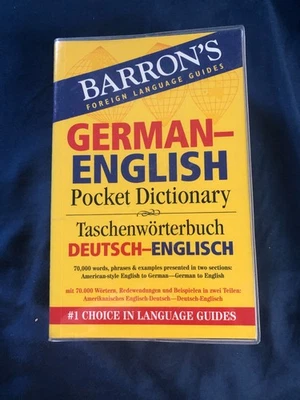 BARRON'S
FOREIGN LANGUAGE GUIDES
GERMAN–
ENGLISH
Pocket Dictionary
Taschenwörterbuch
DEUTSCH–ENGLISCH
70,000 words, phrases & examples presented in two sections:
American-style English to German—German to English
mit 70.000 Wörtern, Redewendungen und Beispielen in zwei Teilen:
Amerikanisches Englisch-Deutsch—Deutsch-Englisch
#1 CHOICE IN LANGUAGE GUIDES